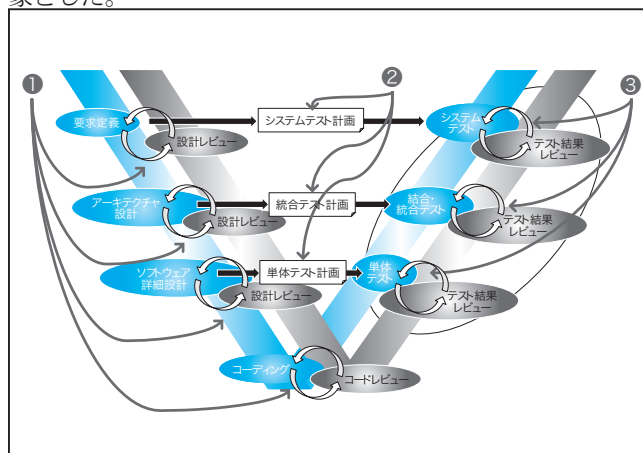 象とした。
❶
❷
❸
要求定義
設計レビュー
システムテスト計画
システム
テスト
テスト結果
レビュー
アーキテクチャ
設計
設計レビュー
統合テスト計画
結合・
統合テスト
テスト結果
レビュー
ソフトウェア
詳細設計
設計レビュー
単体テスト計画
単体
テスト
テスト結果
レビュー
コーディング
コードレビュー